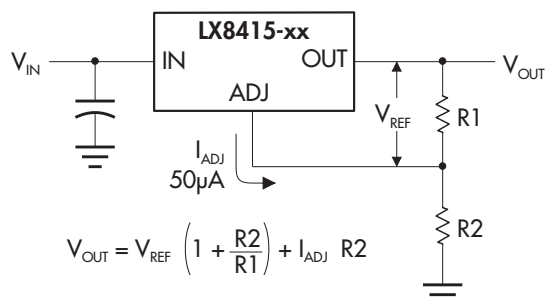 LX8415-xx
V_IN
IN
OUT
V_OUT
ADJ
V_REF
R1
I_ADJ
50µA
R2
V_OUT = V_REF (1 + R2/R1) + I_ADJ R2